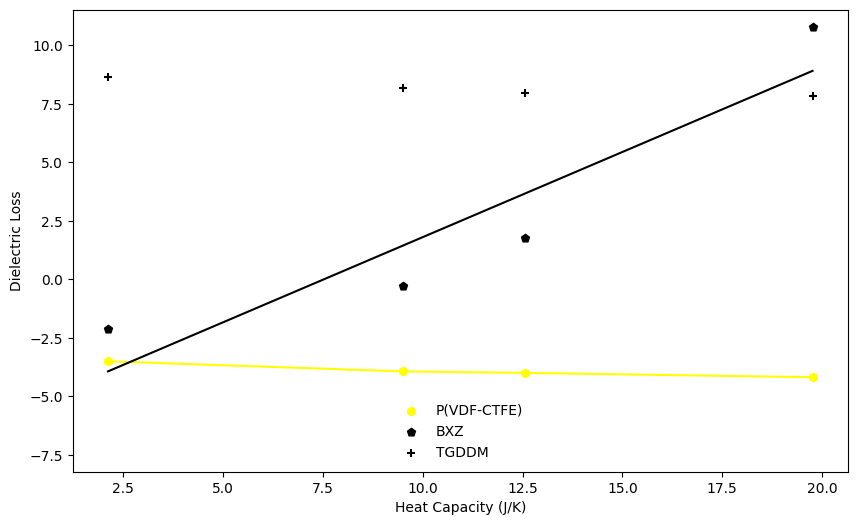 10.0
7.5
5.0
2.5
0.0
−2.5
−5.0
−7.5
Dielectric Loss
P(VDF-CTFE)
BXZ
TGDDM
2.5 5.0 7.5 10.0 12.5 15.0 17.5 20.0
Heat Capacity (J/K)